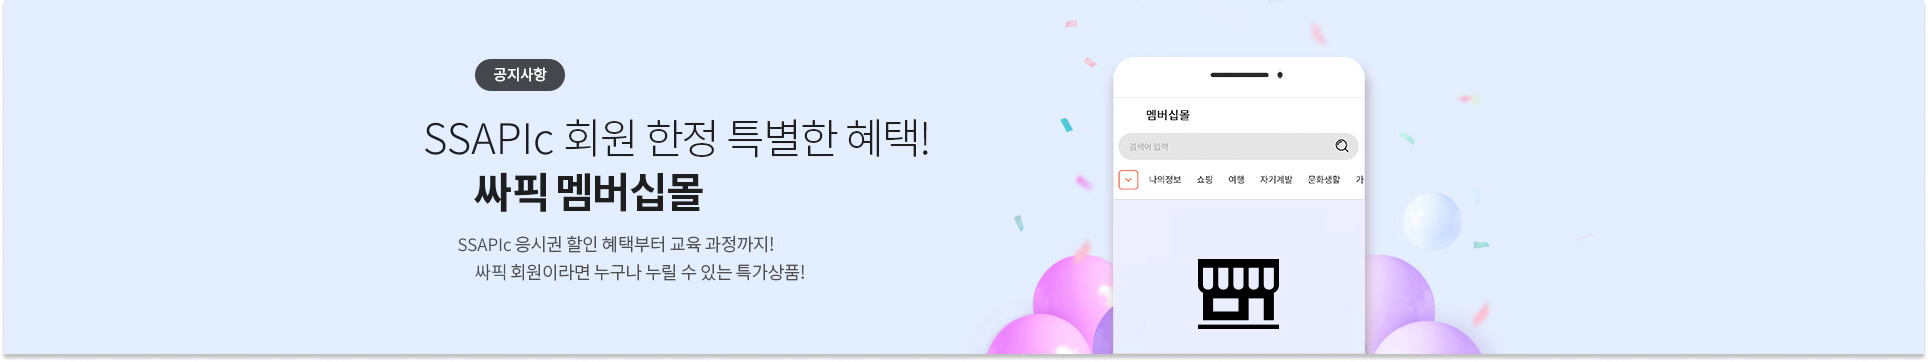 공지사항
SSAPIc 회원 한정 특별한 혜택!
싸픽 멤버십몰
SSAPIc 응시권 할인 혜택부터 교육 과정까지!
싸픽 회원이라면 누구나 누릴 수 있는 특가상품!
멤버십몰
검색어 입력
나의정보 쇼핑 여행 자기계발 문화생활 가